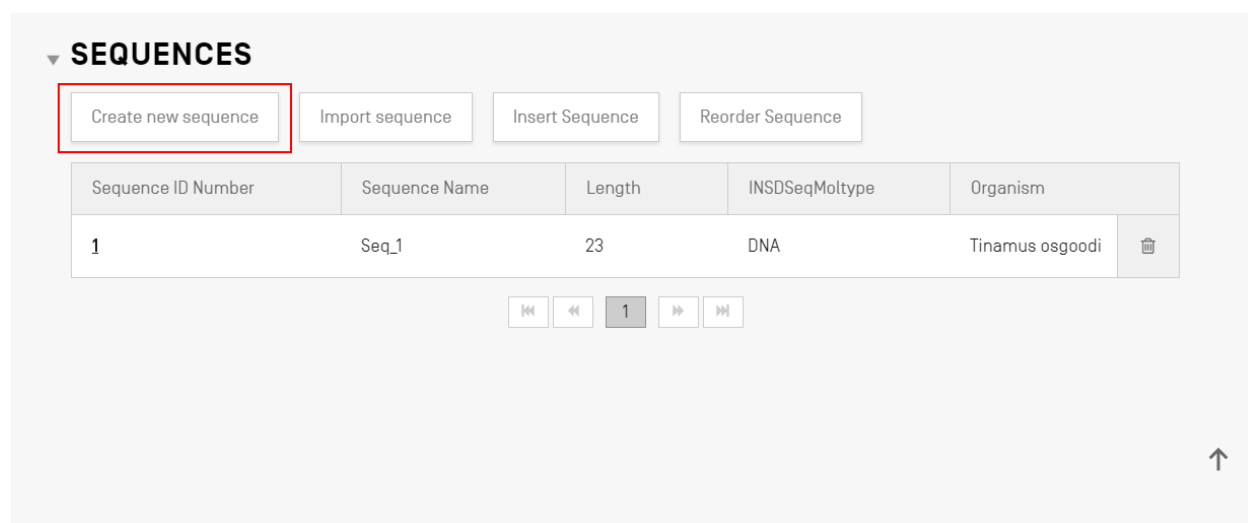 SEQUENCES
Create new sequence Import sequence Insert Sequence Reorder Sequence
Sequence ID Number Sequence Name Length INSDSeqMoltype Organism
1 Seq_1 23 DNA Tinamus osgoodi
1